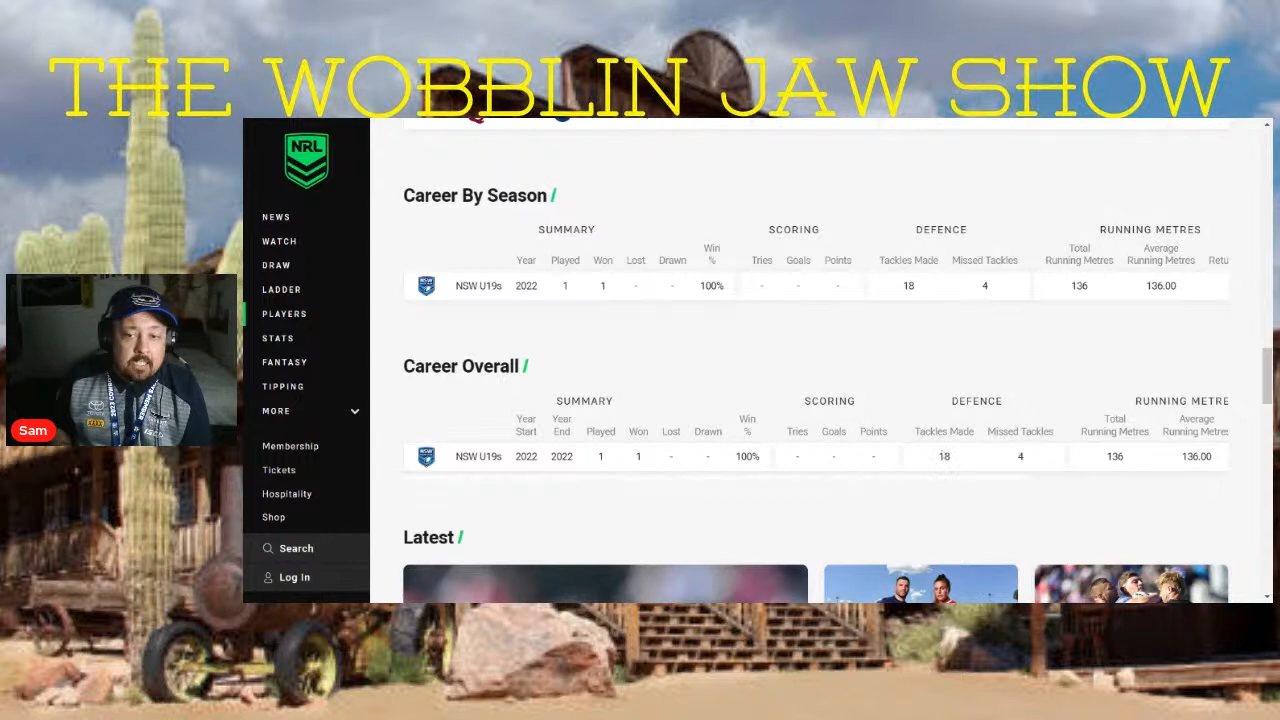 THE WOBBLIN JAW SHOW
NRL
NEWS
WATCH
DRAW
LADDER
PLAYERS
STATS
FANTASY
TIPPING
MORE
Membership
Tickets
Hospitality
Shop
Search
Log In
Sam
TOYOTA
Career By Season /
SUMMARY SCORING DEFENCE RUNNING METRES
Year Played Won Lost Drawn Win % Tries Goals Points Tackles Made Missed Tackles Total Running Metres Average Running Metres Retu
NSW U19s 2022 1 1 - - 100% - - - 18 4 136 136.00
Career Overall /
SUMMARY SCORING DEFENCE RUNNING METRE
Year Start Year End Played Won Lost Drawn Win % Tries Goals Points Tackles Made Missed Tackles Total Running Metres Average Running Metres
NSW U19s 2022 2022 1 1 - - 100% - - - 18 4 136 136.00
Latest /